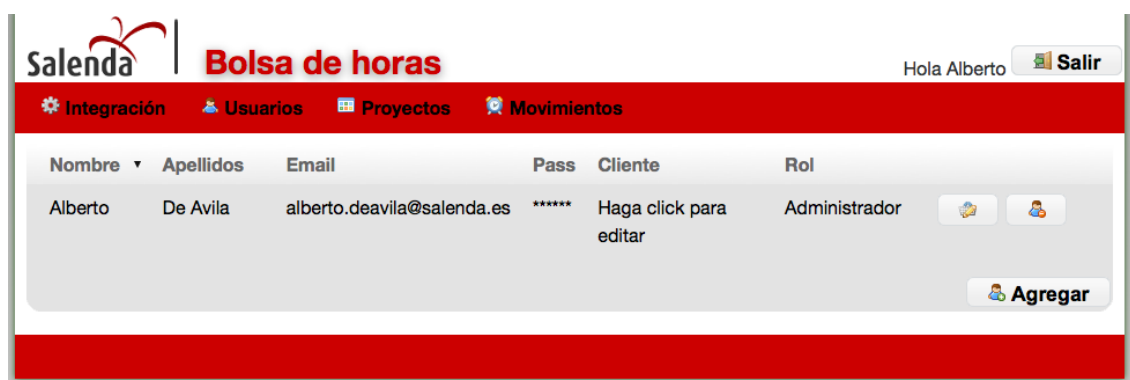 Salenda
Bolsa de horas
Hola Alberto
Salir
Integración Usuarios Proyectos Movimientos
Nombre Apellidos Email Pass Cliente Rol
Alberto De Avila alberto.deavila@salenda.es ****** Haga click para Administrador
editar
Agregar